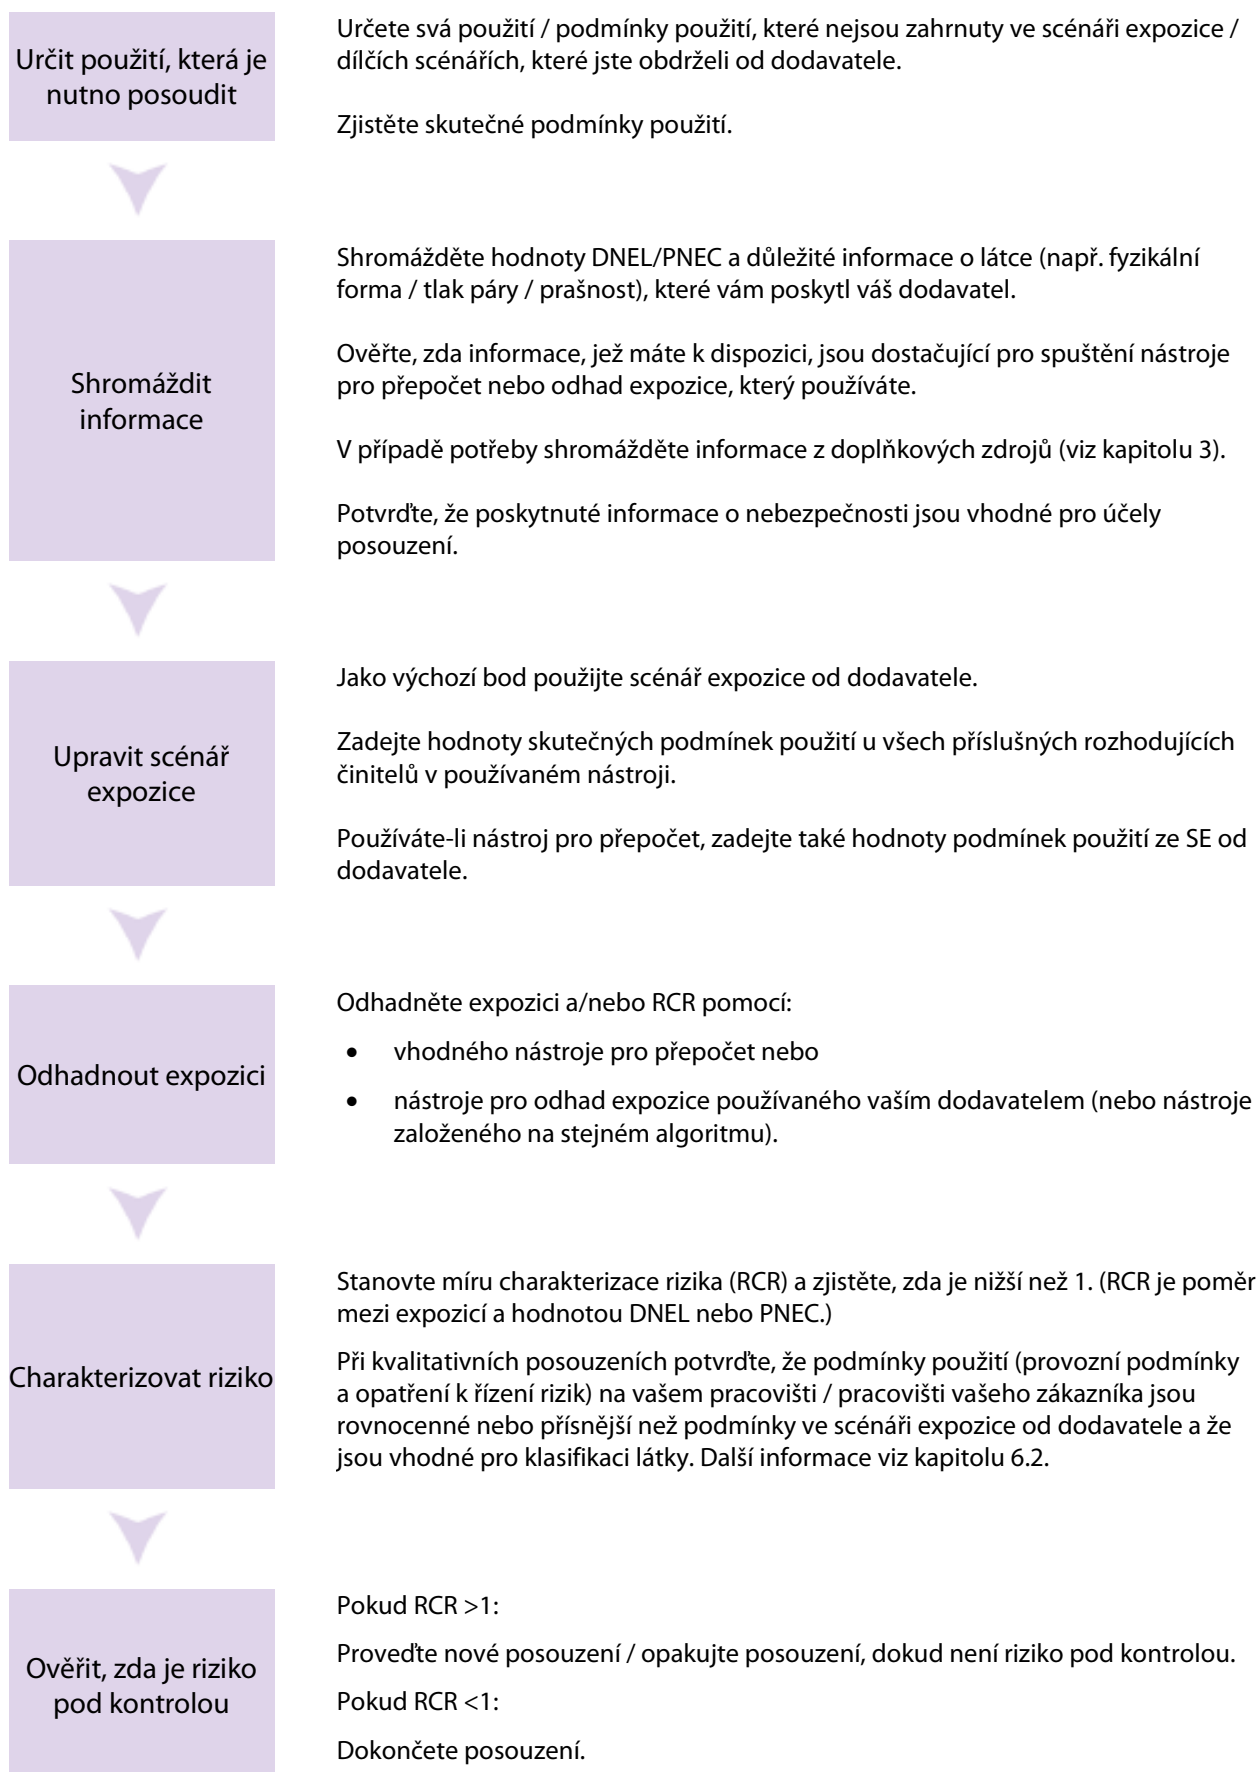 Určit použití, která je
nutno posoudit
Určete svá použití / podmínky použití, které nejsou zahrnuty ve scénáři expozice /
dílčích scénářích, které jste obdrželi od dodavatele.
Zjistěte skutečné podmínky použití.
Shromáždit
informace
Shromážděte hodnoty DNEL/PNEC a důležité informace o látce (např. fyzikální
forma / tlak páry / prašnost), které vám poskytl váš dodavatel.
Ověřte, zda informace, jež máte k dispozici, jsou dostačující pro spuštění nástroje
pro přepočet nebo odhad expozice, který používáte.
V případě potřeby shromážděte informace z doplňkových zdrojů (viz kapitolu 3).
Potvrďte, že poskytnuté informace o nebezpečnosti jsou vhodné pro účely
posouzení.
Upravit scénář
expozice
Jako výchozí bod použijte scénář expozice od dodavatele.
Zadejte hodnoty skutečných podmínek použití u všech příslušných rozhodujících
činitelů v používaném nástroji.
Používáte-li nástroj pro přepočet, zadejte také hodnoty podmínek použití ze SE od
dodavatele.
Odhadnout expozici
Odhadněte expozici a/nebo RCR pomocí:
• vhodného nástroje pro přepočet nebo
• nástroje pro odhad expozice používaného vaším dodavatelem (nebo nástroje
založeného na stejném algoritmu).
Charakterizovat riziko
Stanovte míru charakterizace rizika (RCR) a zjistěte, zda je nižší než 1. (RCR je poměr
mezi expozicí a hodnotou DNEL nebo PNEC.)
Při kvalitativních posouzeních potvrďte, že podmínky použití (provozní podmínky
a opatření k řízení rizik) na vašem pracovišti / pracovišti vašeho zákazníka jsou
rovnocenné nebo přísnější než podmínky ve scénáři expozice od dodavatele a že
jsou vhodné pro klasifikaci látky. Další informace viz kapitolu 6.2.
Ověřit, zda je riziko
pod kontrolou
Pokud RCR >1:
Proveďte nové posouzení / opakujte posouzení, dokud není riziko pod kontrolou.
Pokud RCR <1:
Dokončete posouzení.